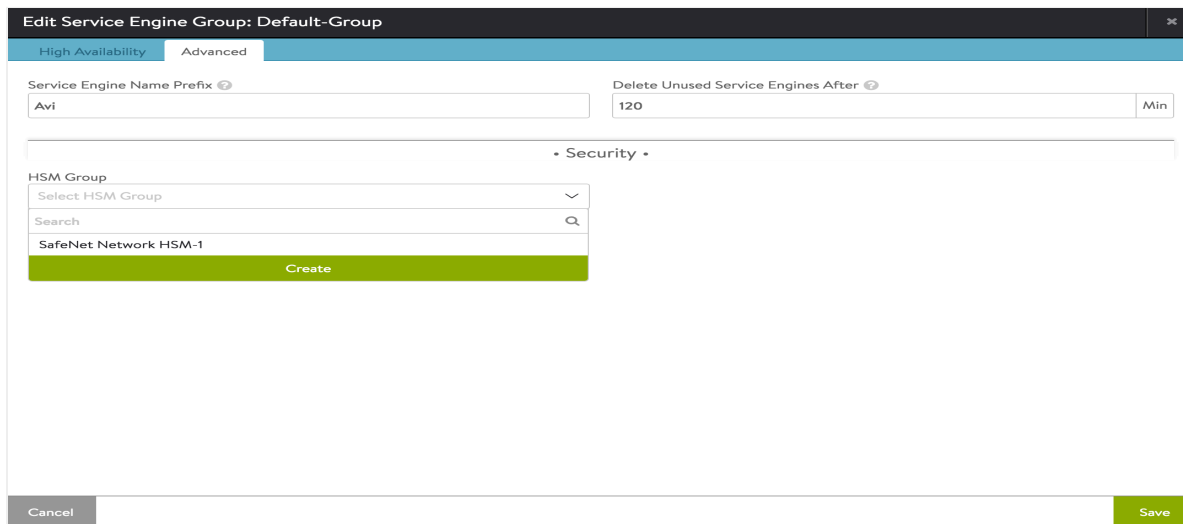 Edit Service Engine Group: Default-Group
High Availability Advanced
Service Engine Name Prefix Delete Unused Service Engines After
Avi 120 Min
• Security •
HSM Group
Select HSM Group
Search
SafeNet Network HSM-1
Create
Cancel Save